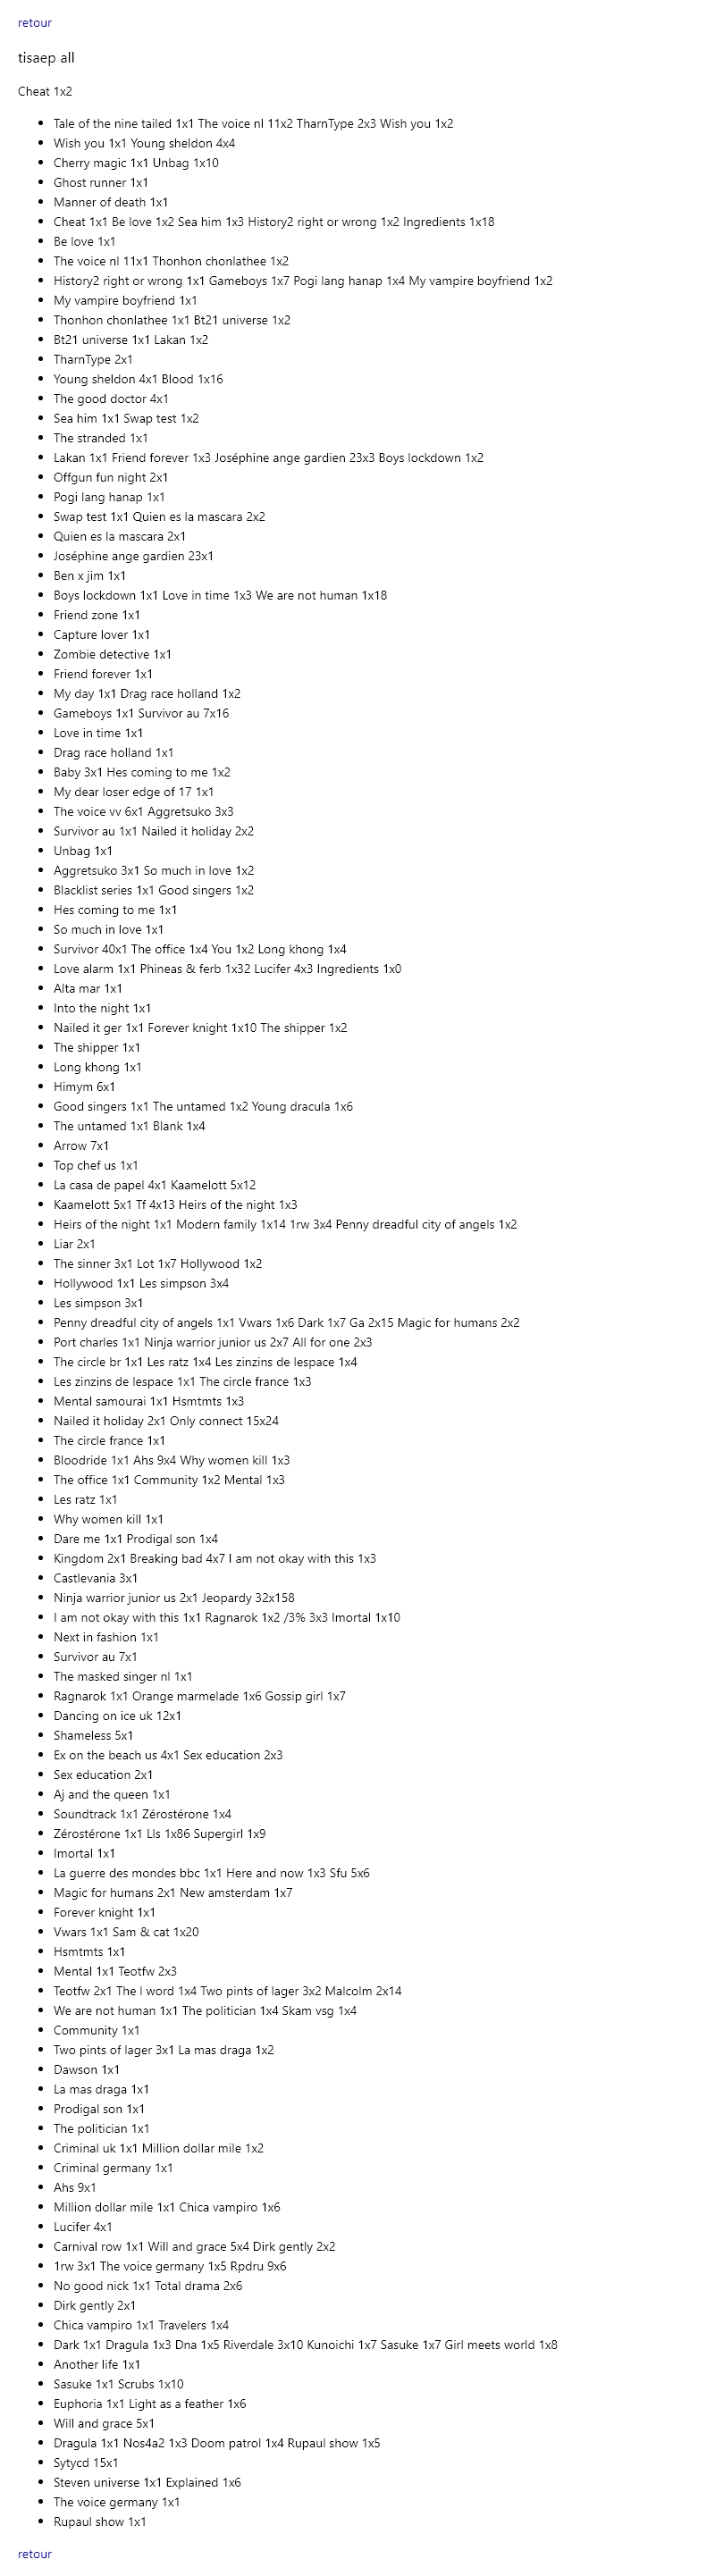 retour
tisaep all
Cheat 1x2
Tale of the nine tailed 1x1 The voice nl 11x2 TharnType 2x3 Wish you 1x2
Wish you 1x1 Young sheldon 4x4
Cherry magic 1x1 Unbag 1x10
Ghost runner 1x1
Manner of death 1x1
Cheat 1x1 Be love 1x2 Sea him 1x3 History2 right or wrong 1x2 Ingredients 1x18
Be love 1x1
The voice nl 11x1 Thonhon chonlathee 1x2
History2 right or wrong 1x1 Gameboys 1x7 Pogi lang hanap 1x4 My vampire boyfriend 1x2
My vampire boyfriend 1x1
Thonhon chonlathee 1x1 Bt21 universe 1x2
Bt21 universe 1x1 Lakan 1x2
TharnType 2x1
Young sheldon 4x1 Blood 1x16
The good doctor 4x1
Sea him 1x1 Swap test 1x2
The stranded 1x1
Lakan 1x1 Friend forever 1x3 Joséphine ange gardien 23x3 Boys lockdown 1x2
Offgun fun night 2x1
Pogi lang hanap 1x1
Swap test 1x1 Quien es la mascara 2x2
Quien es la mascara 2x1
Joséphine ange gardien 23x1
Ben x jim 1x1
Boys lockdown 1x1 Love in time 1x3 We are not human 1x18
Friend zone 1x1
Capture lover 1x1
Zombie detective 1x1
Friend forever 1x1
My day 1x1 Drag race holland 1x2
Gameboys 1x1 Survivor au 7x16
Love in time 1x1
Drag race holland 1x1
Baby 3x1 Hes coming to me 1x2
My dear loser edge of 17 1x1
The voice vv 6x1 Aggretsuko 3x3
Survivor au 1x1 Nailed it holiday 2x2
Unbag 1x1
Aggretsuko 3x1 So much in love 1x2
Blacklist series 1x1 Good singers 1x2
Hes coming to me 1x1
So much in love 1x1
Survivor 40x1 The office 1x4 You 1x2 Long khong 1x4
Love alarm 1x1 Phineas & ferb 1x32 Lucifer 4x3 Ingredients 1x0
Alta mar 1x1
Into the night 1x1
Nailed it ger 1x1 Forever knight 1x10 The shipper 1x2
The shipper 1x1
Long khong 1x1
Himym 6x1
Good singers 1x1 The untamed 1x2 Young dracula 1x6
The untamed 1x1 Blank 1x4
Arrow 7x1
Top chef us 1x1
La casa de papel 4x1 Kaamelott 5x12
Kaamelott 5x1 Tf 4x13 Heirs of the night 1x3
Heirs of the night 1x1 Modern family 1x14 1rw 3x4 Penny dreadful city of angels 1x2
Liar 2x1
The sinner 3x1 Lot 1x7 Hollywood 1x2
Hollywood 1x1 Les simpson 3x4
Les simpson 3x1
Penny dreadful city of angels 1x1 Vwars 1x6 Dark 1x7 Ga 2x15 Magic for humans 2x2
Port charles 1x1 Ninja warrior junior us 2x7 All for one 2x3
The circle br 1x1 Les ratz 1x4 Les zinzins de lespace 1x4
Les zinzins de lespace 1x1 The circle france 1x3
Mental samourai 1x1 Hsmtmts 1x3
Nailed it holiday 2x1 Only connect 15x24
The circle france 1x1
Bloodride 1x1 Ahs 9x4 Why women kill 1x3
The office 1x1 Community 1x2 Mental 1x3
Les ratz 1x1
Why women kill 1x1
Dare me 1x1 Prodigal son 1x4
Kingdom 2x1 Breaking bad 4x7 I am not okay with this 1x3
Castlevania 3x1
Ninja warrior junior us 2x1 Jeopardy 32x158
I am not okay with this 1x1 Ragnarok 1x2 /3% 3x3 Imortal 1x10
Next in fashion 1x1
Survivor au 7x1
The masked singer nl 1x1
Ragnarok 1x1 Orange marmelade 1x6 Gossip girl 1x7
Dancing on ice uk 12x1
Shameless 5x1
Ex on the beach us 4x1 Sex education 2x3
Sex education 2x1
Aj and the queen 1x1
Soundtrack 1x1 Zérostérone 1x4
Zérostérone 1x1 Lls 1x86 Supergirl 1x9
Imortal 1x1
La guerre des mondes bbc 1x1 Here and now 1x3 Sfu 5x6
Magic for humans 2x1 New amsterdam 1x7
Forever knight 1x1
Vwars 1x1 Sam & cat 1x20
Hsmtmts 1x1
Mental 1x1 Teotfw 2x3
Teotfw 2x1 The l word 1x4 Two pints of lager 3x2 Malcolm 2x14
We are not human 1x1 The politician 1x4 Skam vsg 1x4
Community 1x1
Two pints of lager 3x1 La mas draga 1x2
Dawson 1x1
La mas draga 1x1
Prodigal son 1x1
The politician 1x1
Criminal uk 1x1 Million dollar mile 1x2
Criminal germany 1x1
Ahs 9x1
Million dollar mile 1x1 Chica vampiro 1x6
Lucifer 4x1
Carnival row 1x1 Will and grace 5x4 Dirk gently 2x2
1rw 3x1 The voice germany 1x5 Rpdru 9x6
No good nick 1x1 Total drama 2x6
Dirk gently 2x1
Chica vampiro 1x1 Travelers 1x4
Dark 1x1 Dragula 1x3 Dna 1x5 Riverdale 3x10 Kunoichi 1x7 Sasuke 1x7 Girl meets world 1x8
Another life 1x1
Sasuke 1x1 Scrubs 1x10
Euphoria 1x1 Light as a feather 1x6
Will and grace 5x1
Dragula 1x1 Nos4a2 1x3 Doom patrol 1x4 Rupaul show 1x5
Sytycd 15x1
Steven universe 1x1 Explained 1x6
The voice germany 1x1
Rupaul show 1x1
retour